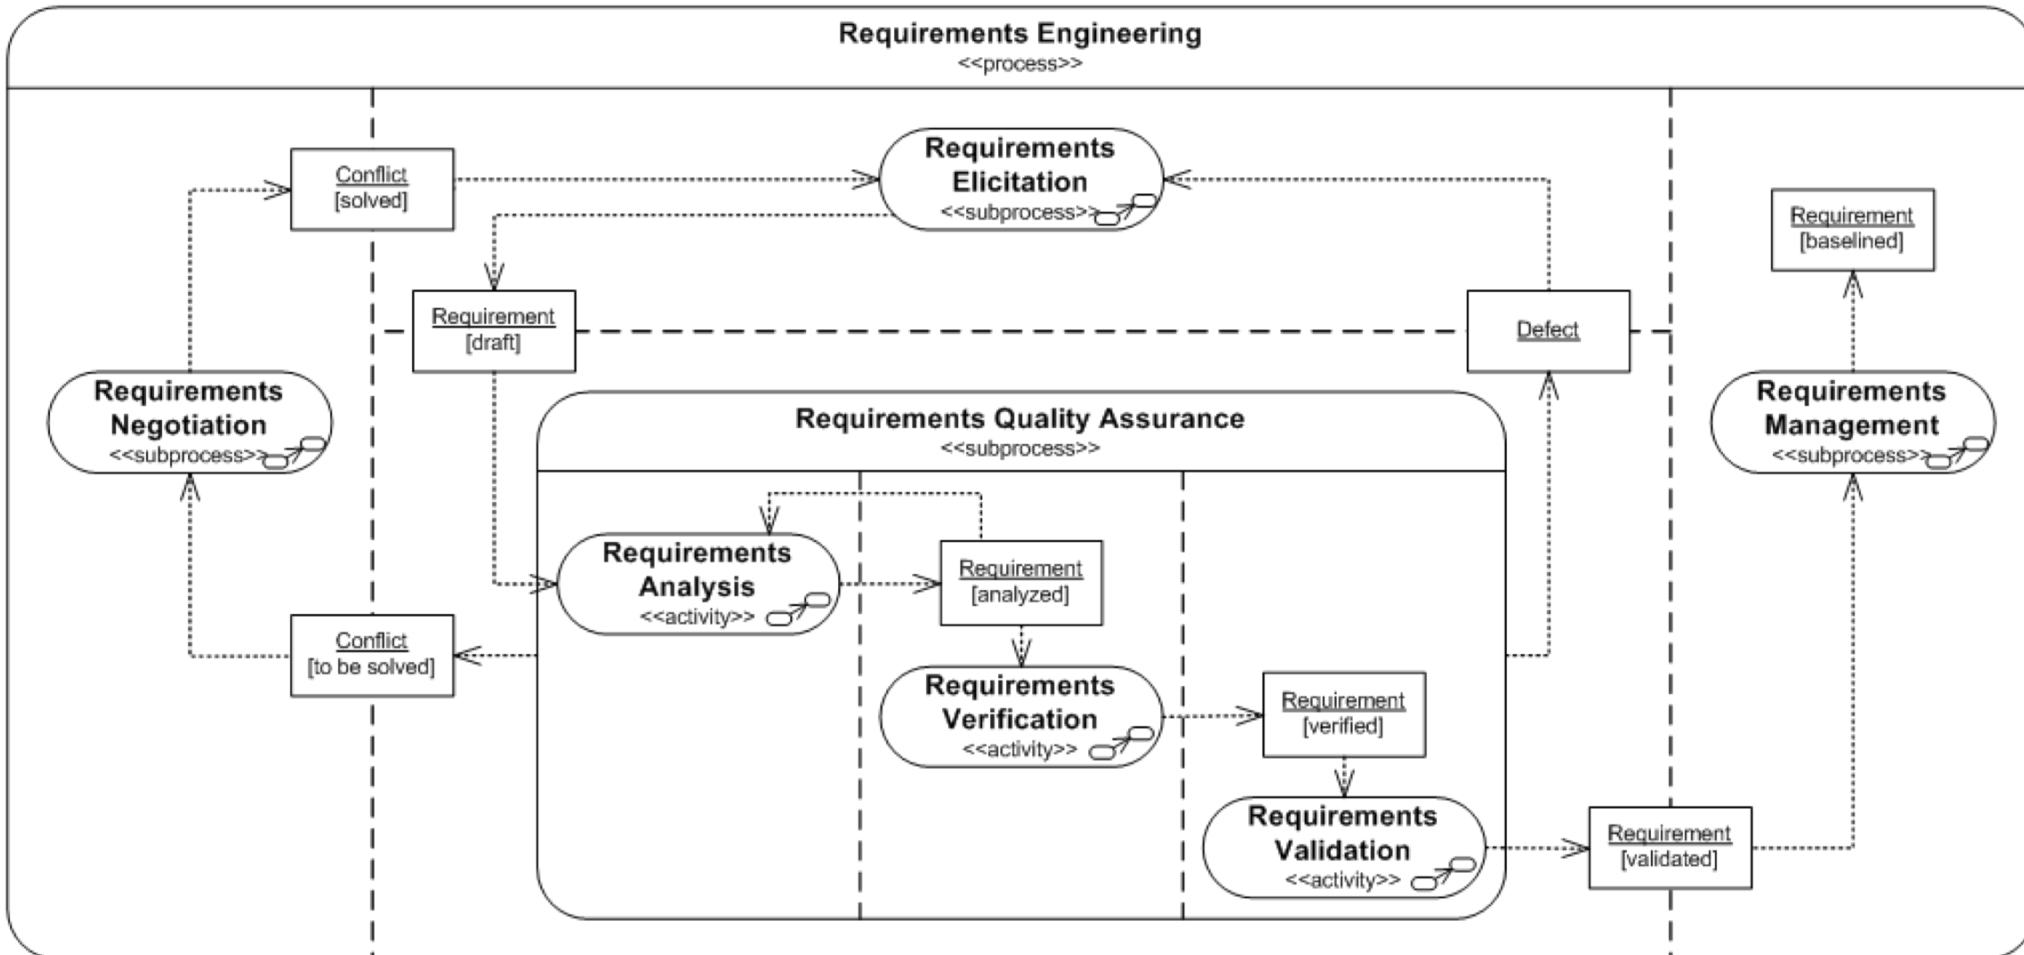 Requirements Engineering
<<process>>
Conflict
[solved]
Requirements
Elicitation
<<subprocess>>
Requirement
[baselined]
Requirement
[draft]
Defect
Requirements
Negotiation
<<subprocess>>
Requirements Quality Assurance
<<subprocess>>
Requirements
Management
<<subprocess>>
Requirements
Analysis
<<activity>>
Requirement
[analyzed]
Conflict
[to be solved]
Requirements
Verification
<<activity>>
Requirement
[verified]
Requirements
Validation
<<activity>>
Requirement
[validated]